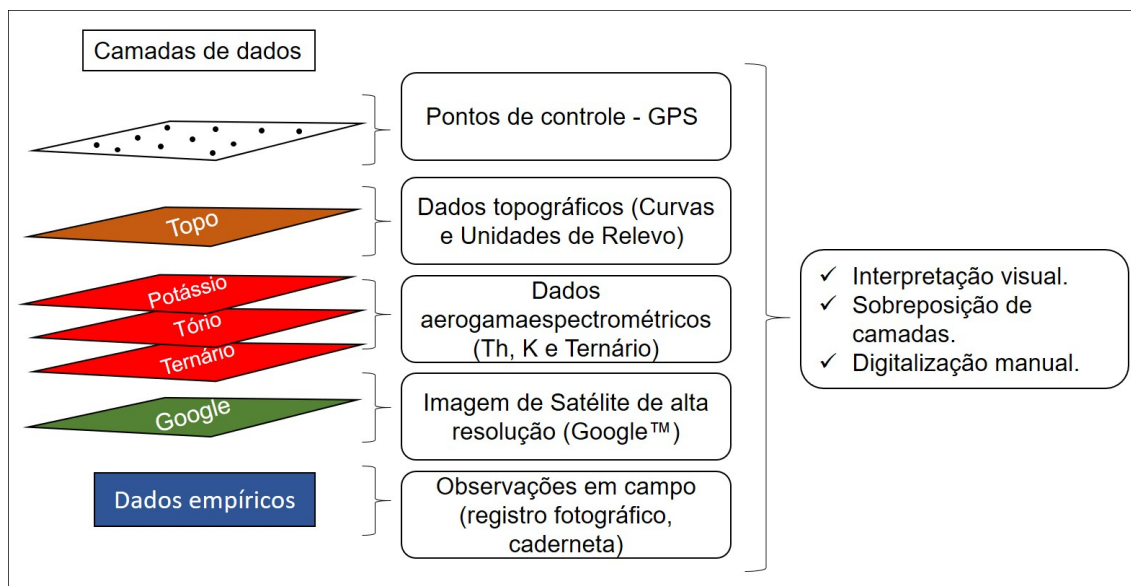 Camadas de dados
Pontos de controle - GPS
Topo
Dados topográficos (Curvas
e Unidades de Relevo)
Potássio
Tório
Ternário
Dados
aerogamaespectrométricos
(Th, K e Ternário)
Google
Imagem de Satélite de alta
resolução (Google™)
Dados empíricos
Observações em campo
(registro fotográfico,
caderneta)
✓ Interpretação visual.
✓ Sobreposição de
camadas.
✓ Digitalização manual.